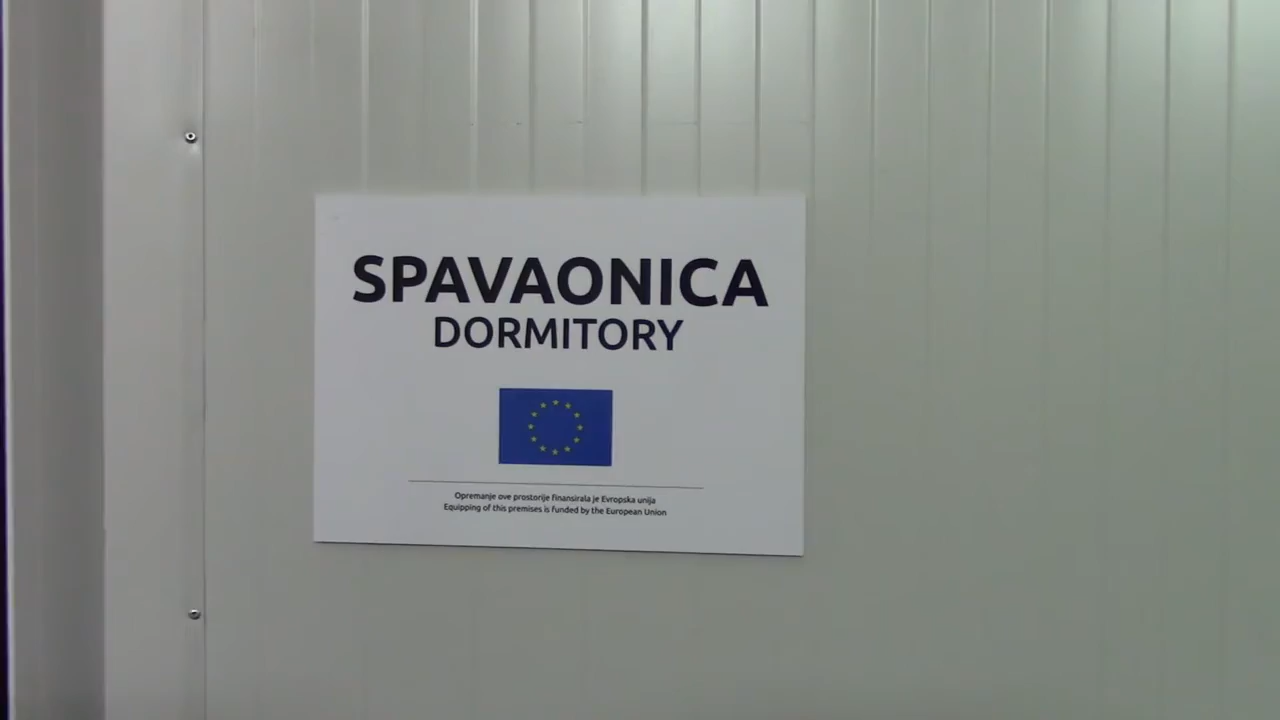 SPAVAONICA
DORMITORY
Opremanje ove prostorije finansirala je Evropska unija
Equipping of this premises is funded by the European Union